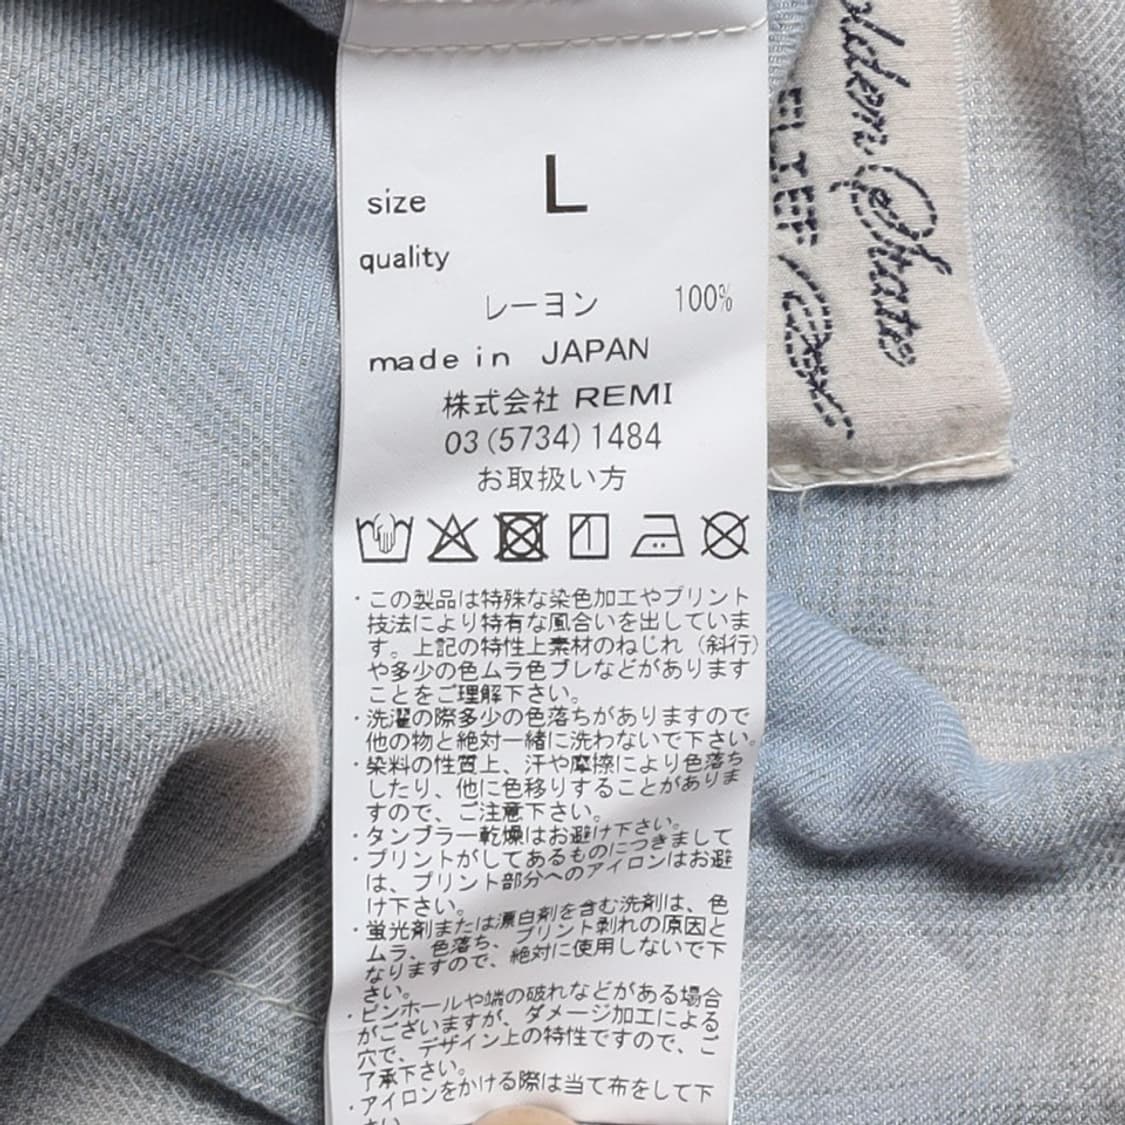 size L
quality
レーヨン 100%
made in JAPAN
株式会社 REMI
03(5734)1484
お取扱い方
・この製品は特殊な染色加工やプリント
技法により特有な風合いを出していま
す。上記の特性上素材のねじれ（斜行）
や多少の色ムラ色ブレなどがあります
ことをご理解下さい。
・洗濯の際多少の色落ちがありますので
他の物と絶対一緒に洗わないで下さい。
・染料の性質上、汗や摩擦により色落ち
したり、他に色移りすることがありま
すので、ご注意下さい。
・タンブラー乾燥はお避け下さい。
・プリントがしてあるものにつきまして
は、プリント部分へのアイロンはお避
け下さい。
・蛍光剤または漂白剤を含む洗剤は、色
ムラ、色落ち、プリント剥れの原因と
なりますので、絶対に使用しないで下
さい。
・ピンホールや端の破れなどがある場合
がございますが、ダメージ加工による
穴で、デザイン上の特性ですので、ご
了承下さい。
・アイロンをかける際は当て布をして下
さい。
olden State